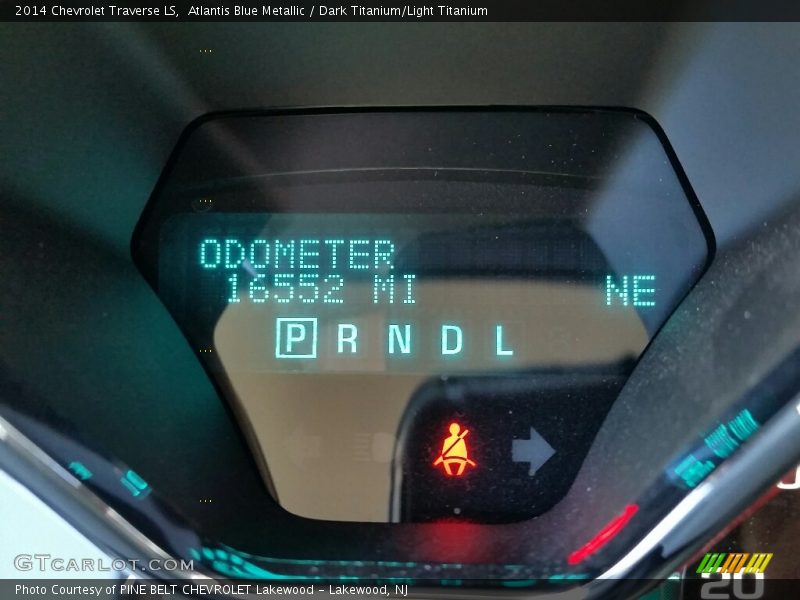 2014 Chevrolet Traverse LS, Atlantis Blue Metallic / Dark Titanium/Light Titanium
ODOMETER
16552 MI NE
P R N D L
GTCARLOT.COM
20
Photo Courtesy of PINE BELT CHEVROLET Lakewood - Lakewood, NJ